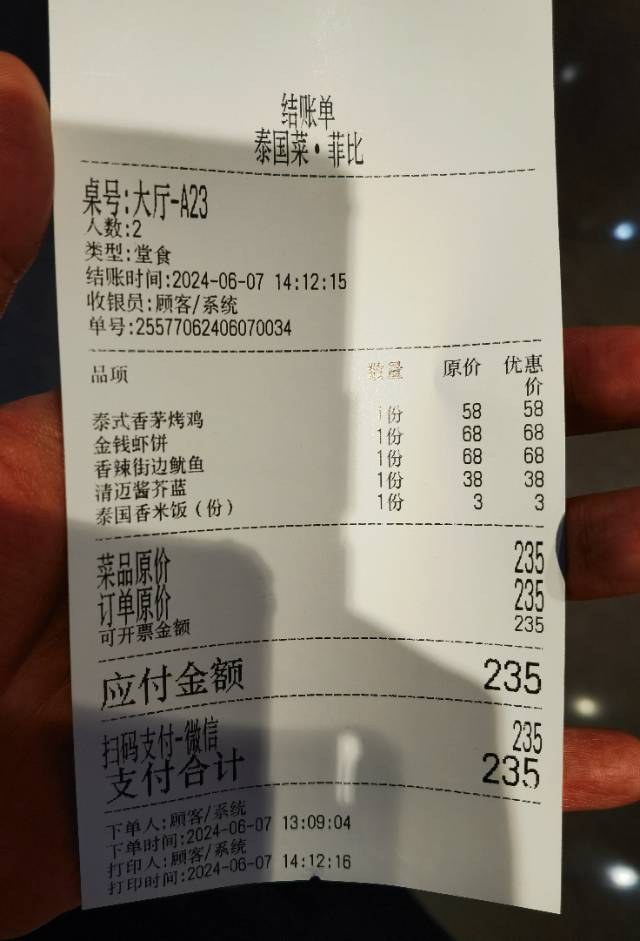 结账单
泰国菜·菲比
桌号:大厅-A23
人数:2
类型:堂食
结账时间:2024-06-07 14:12:15
收银员:顾客/系统
单号:25577062406070034
品项 数量 原价 优惠价
泰式香茅烤鸡 1份 58 58
金钱虾饼 1份 68 68
香辣街边鱿鱼 1份 68 68
清迈酱芥蓝 1份 38 38
泰国香米饭(份) 1份 3 3
菜品原价 235
订单原价 235
可开票金额 235
应付金额 235
扫码支付-微信 235
支付合计 235
下单人:顾客/系统
下单时间:2024-06-07 13:09:04
打印人:顾客/系统
打印时间:2024-06-07 14:12:16